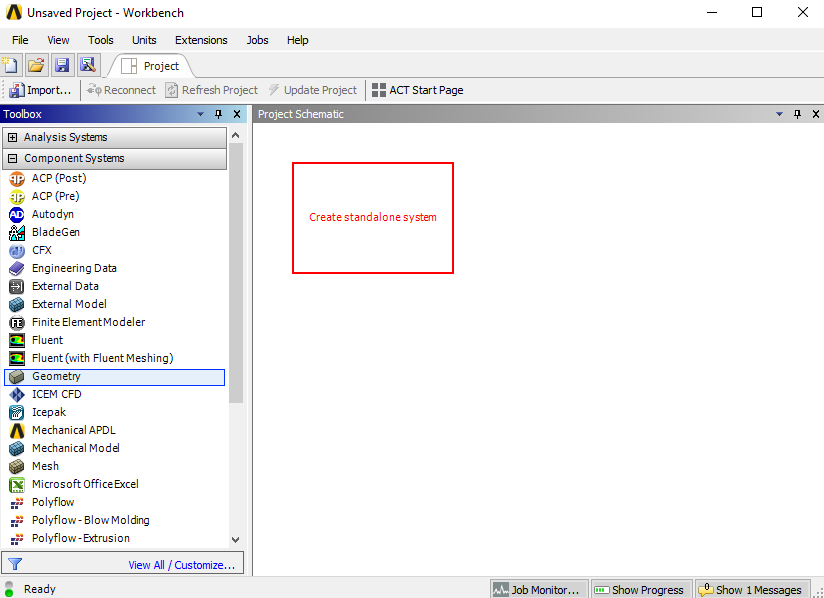 Unsaved Project - Workbench
File View Tools Units Extensions Jobs Help
Project
Import... Reconnect Refresh Project Update Project ACT Start Page
Toolbox
Project Schematic
Analysis Systems
Component Systems
ACP (Post)
ACP (Pre)
Autodyn
BladeGen
CFX
Engineering Data
External Data
External Model
Finite Element Modeler
Fluent
Fluent (with Fluent Meshing)
Geometry
ICEM CFD
Icepak
Mechanical APDL
Mechanical Model
Mesh
Microsoft Office Excel
Polyflow
Polyflow - Blow Molding
Polyflow - Extrusion
View All / Customize...
Create standalone system
Ready
Job Monitor... Show Progress Show 1 Messages